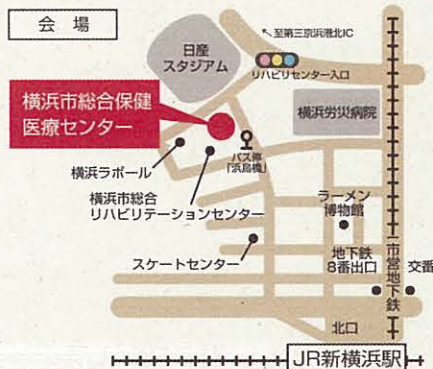 会場
至第三京浜港北IC
日産
スタジアム
リハビリセンター入口
横浜市総合保健
医療センター
横浜労災病院
バス停
「浜鳥橋」
横浜ラポール
横浜市総合
リハビリテーションセンター
ラーメン
博物館
スケートセンター
地下鉄
8番出口
市営地下鉄
交番
北口
JR新横浜駅